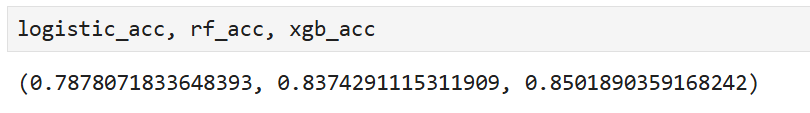 logistic_acc, rf_acc, xgb_acc
(0.7878071833648393, 0.8374291115311909, 0.8501890359168242)